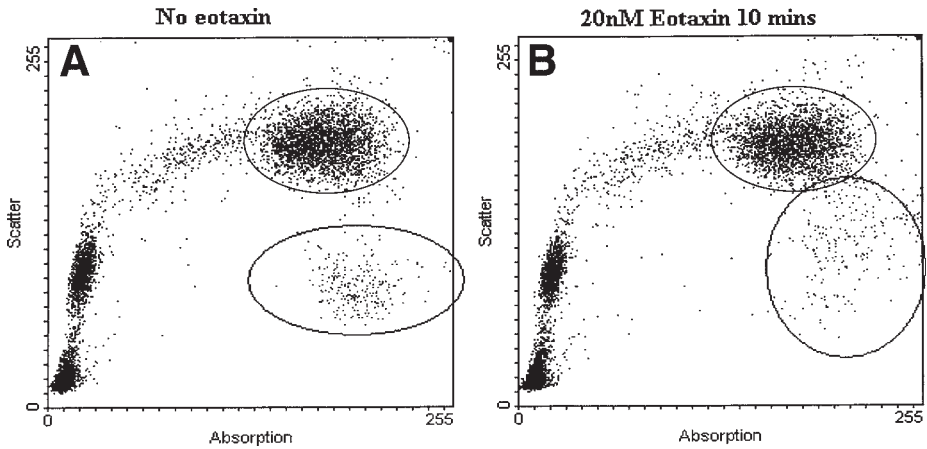 No eotaxin
20nM Eotaxin 10 mins
A
255
Scatter
0
0
255
Absorption
B
255
Scatter
0
0
255
Absorption